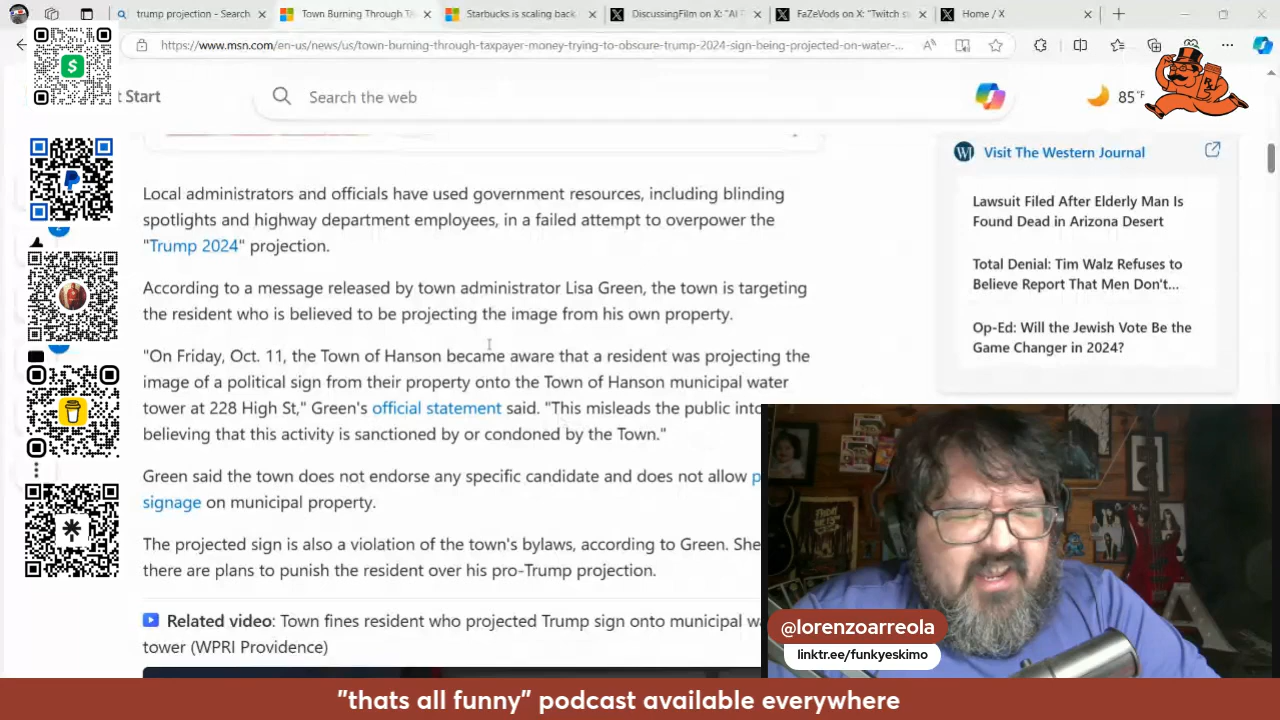 trump projection - Search
Town Burning Through
Starbucks is scaling back
DiscussingFilm on X: "AI
FaZeVods on X: "Twitch
Home / X
https://www.msn.com/en-us/news/us/town-burning-through-taxpayer-money-trying-to-obscure-trump-2024-sign-being-projected-on-water-...
Start
Search the web
85°F
Visit The Western Journal
Lawsuit Filed After Elderly Man Is
Found Dead in Arizona Desert
Total Denial: Tim Walz Refuses to
Believe Report That Men Don't...
Op-Ed: Will the Jewish Vote Be the
Game Changer in 2024?
Local administrators and officials have used government resources, including blinding
spotlights and highway department employees, in a failed attempt to overpower the
"Trump 2024" projection.
According to a message released by town administrator Lisa Green, the town is targeting
the resident who is believed to be projecting the image from his own property.
"On Friday, Oct. 11, the Town of Hanson became aware that a resident was projecting the
image of a political sign from their property onto the Town of Hanson municipal water
tower at 228 High St," Green's official statement said. "This misleads the public into
believing that this activity is sanctioned by or condoned by the Town."
Green said the town does not endorse any specific candidate and does not allow p
signage on municipal property.
The projected sign is also a violation of the town's bylaws, according to Green. She
there are plans to punish the resident over his pro-Trump projection.
Related video: Town fines resident who projected Trump sign onto municipal wa
tower (WPRI Providence)
@lorenzoarreola
linktr.ee/funkyeskimo
"thats all funny" podcast available everywhere